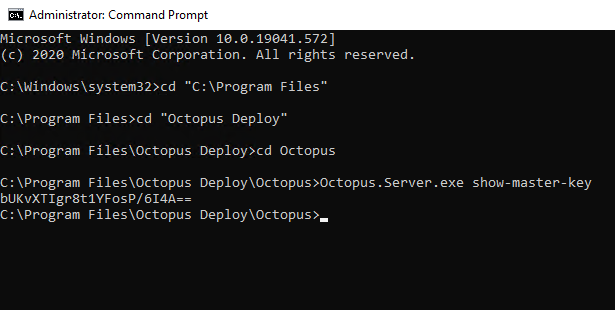 Administrator: Command Prompt
Microsoft Windows [Version 10.0.19041.572]
(c) 2020 Microsoft Corporation. All rights reserved.
C:\Windows\system32>cd "C:\Program Files"
C:\Program Files>cd "Octopus Deploy"
C:\Program Files\Octopus Deploy>cd Octopus
C:\Program Files\Octopus Deploy\Octopus>Octopus.Server.exe show-master-key
bUKvXTIgr8t1YFosP/6I4A==
C:\Program Files\Octopus Deploy\Octopus>